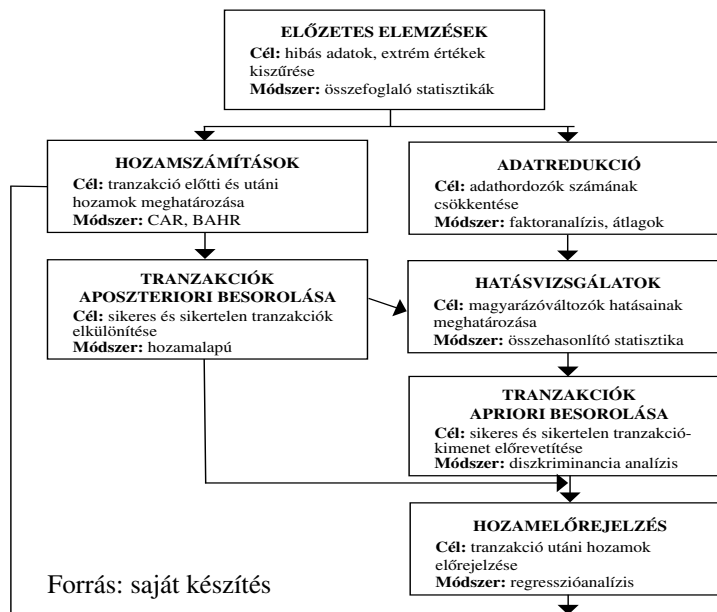 ELŐZETES ELEMZÉSEK
Cél: hibás adatok, extrém értékek
kiszűrése
Módszer: összefoglaló statisztikák
HOZAMSZÁMÍTÁSOK
Cél: tranzakció előtti és utáni
hozamok meghatározása
Módszer: CAR, BAHR
ADATREDUKCIÓ
Cél: adathordozók számának
csökkentése
Módszer: faktoranalízis, átlagok
TRANZAKCIÓK
APOSZTERIORI BESOROLÁSA
Cél: sikeres és sikertelen tranzakciók
elkülönítése
Módszer: hozamalapú
HATÁSVIZSGÁLATOK
Cél: magyarázóváltozók hatásainak
meghatározása
Módszer: összehasonlító statisztika
TRANZAKCIÓK
APRIORI BESOROLÁSA
Cél: sikeres és sikertelen tranzakció-
kimenet előrevetítése
Módszer: diszkriminancia analízis
HOZAMELŐREJELZÉS
Cél: tranzakció utáni hozamok
előrejelzése
Módszer: regresszióanalízis
Forrás: saját készítés